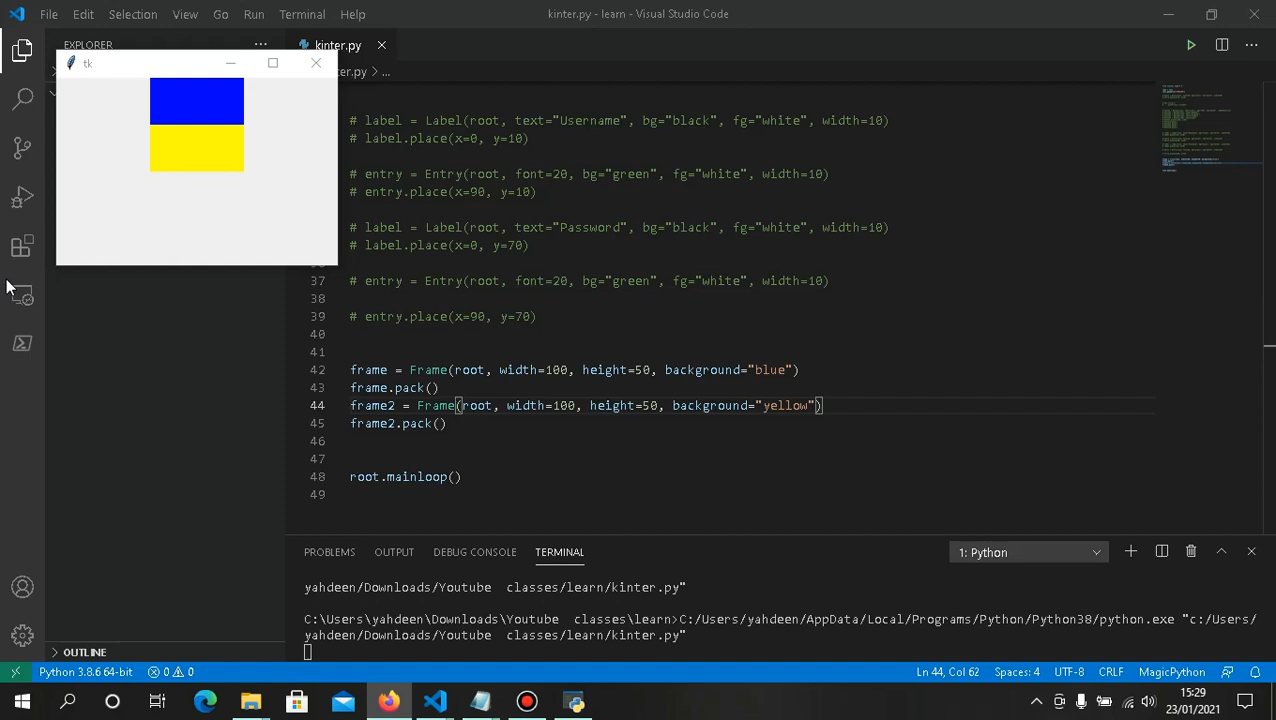 File Edit Selection View Go Run Terminal Help
kinter.py - learn - Visual Studio Code
EXPLORER
kinter.py
tk
ter.py > ...
# label = Label(root, text="Username", bg="black", fg="white", width=10)
# label.place(x=0, y=10)
# entry = Entry(root, font=20, bg="green", fg="white", width=10)
# entry.place(x=90, y=10)
# label = Label(root, text="Password", bg="black", fg="white", width=10)
# label.place(x=0, y=70)
37 # entry = Entry(root, font=20, bg="green", fg="white", width=10)
38
39 # entry.place(x=90, y=70)
40
41
42 frame = Frame(root, width=100, height=50, background="blue")
43 frame.pack()
44 frame2 = Frame(root, width=100, height=50, background="yellow")
45 frame2.pack()
46
47
48 root.mainloop()
49
PROBLEMS OUTPUT DEBUG CONSOLE TERMINAL
1: Python
yahdeen/Downloads/Youtube  classes/learn/kinter.py"
C:\Users\yahdeen\Downloads\Youtube  classes\learn>C:/Users/yahdeen/AppData/Local/Programs/Python/Python38/python.exe "c:/Users/
yahdeen/Downloads/Youtube  classes/learn/kinter.py"
OUTLINE
Python 3.8.6 64-bit 0 0
Ln 44, Col 62 Spaces: 4 UTF-8 CRLF MagicPython
15:29
23/01/2021